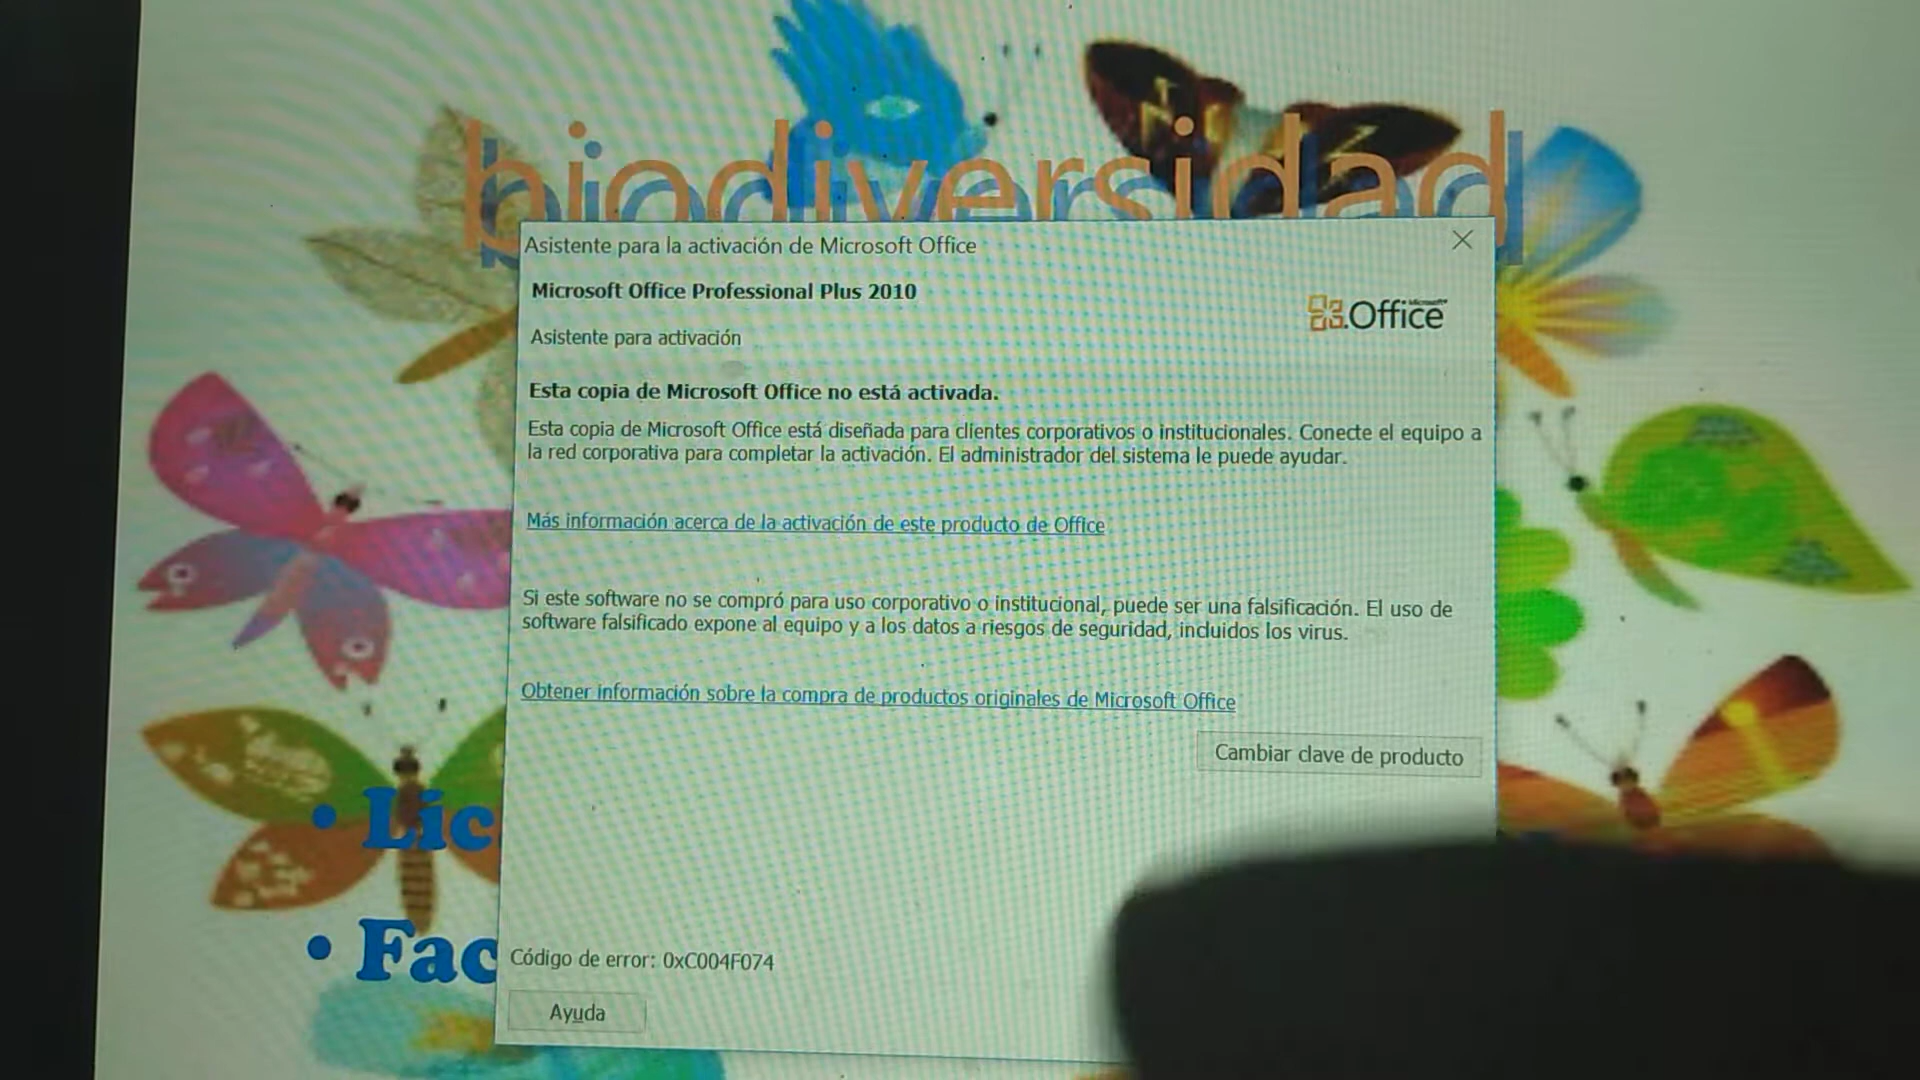 biodiversidad
Asistente para la activación de Microsoft Office
Microsoft Office Professional Plus 2010
Microsoft
Office
Asistente para activación
Esta copia de Microsoft Office no está activada.
Esta copia de Microsoft Office está diseñada para clientes corporativos o institucionales. Conecte el equipo a
la red corporativa para completar la activación. El administrador del sistema le puede ayudar.
Más información acerca de la activación de este producto de Office
Si este software no se compró para uso corporativo o institucional, puede ser una falsificación. El uso de
software falsificado expone al equipo y a los datos a riesgos de seguridad, incluidos los virus.
Obtener información sobre la compra de productos originales de Microsoft Office
Cambiar clave de producto
• Lic
• Fac
Código de error: 0xC004F074
Ayuda